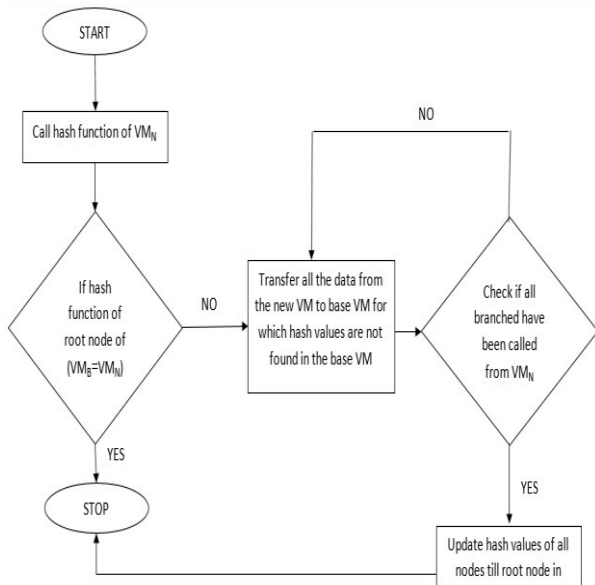 START
Call hash function of VMN
If hash
function of
root node of
(VMB=VMN)
NO
YES
STOP
Transfer all the data from
the new VM to base VM for
which hash values are not
found in the base VM
NO
Check if all
branched have
been called
from VMN
YES
Update hash values of all
nodes till root node in